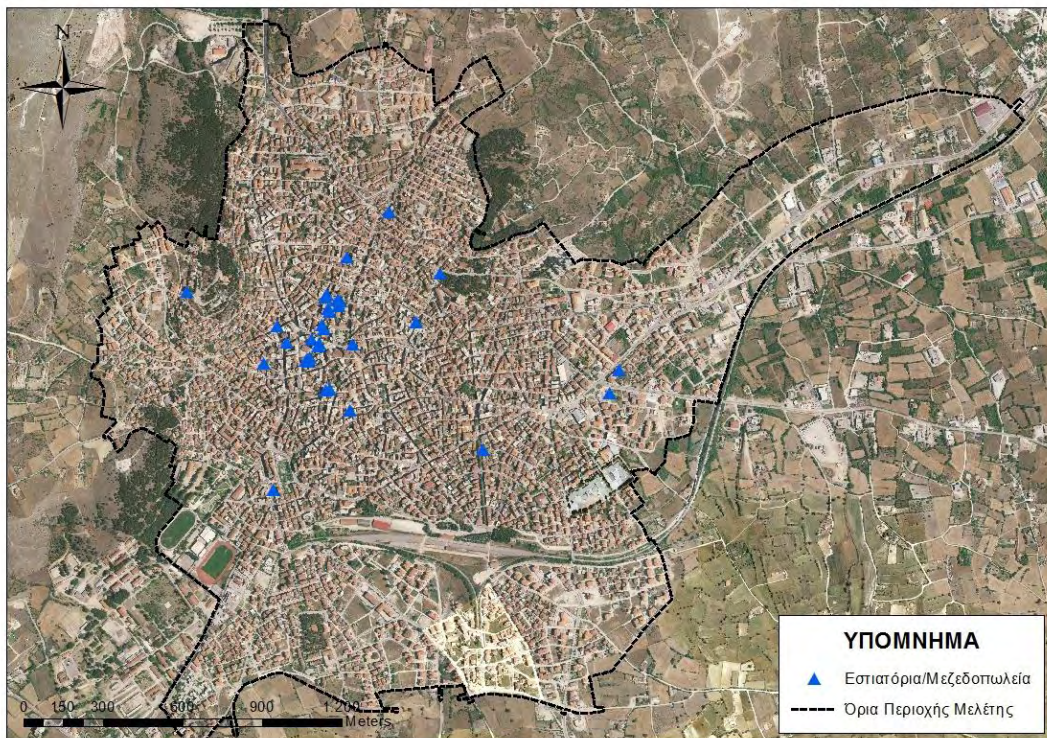 N
ΥΠΟΜΝΗΜΑ
Εστιατόρια/Μεζεδοπωλεία
Όρια Περιοχής Μελέτης
0 150 300 600 900 1.200
Meters